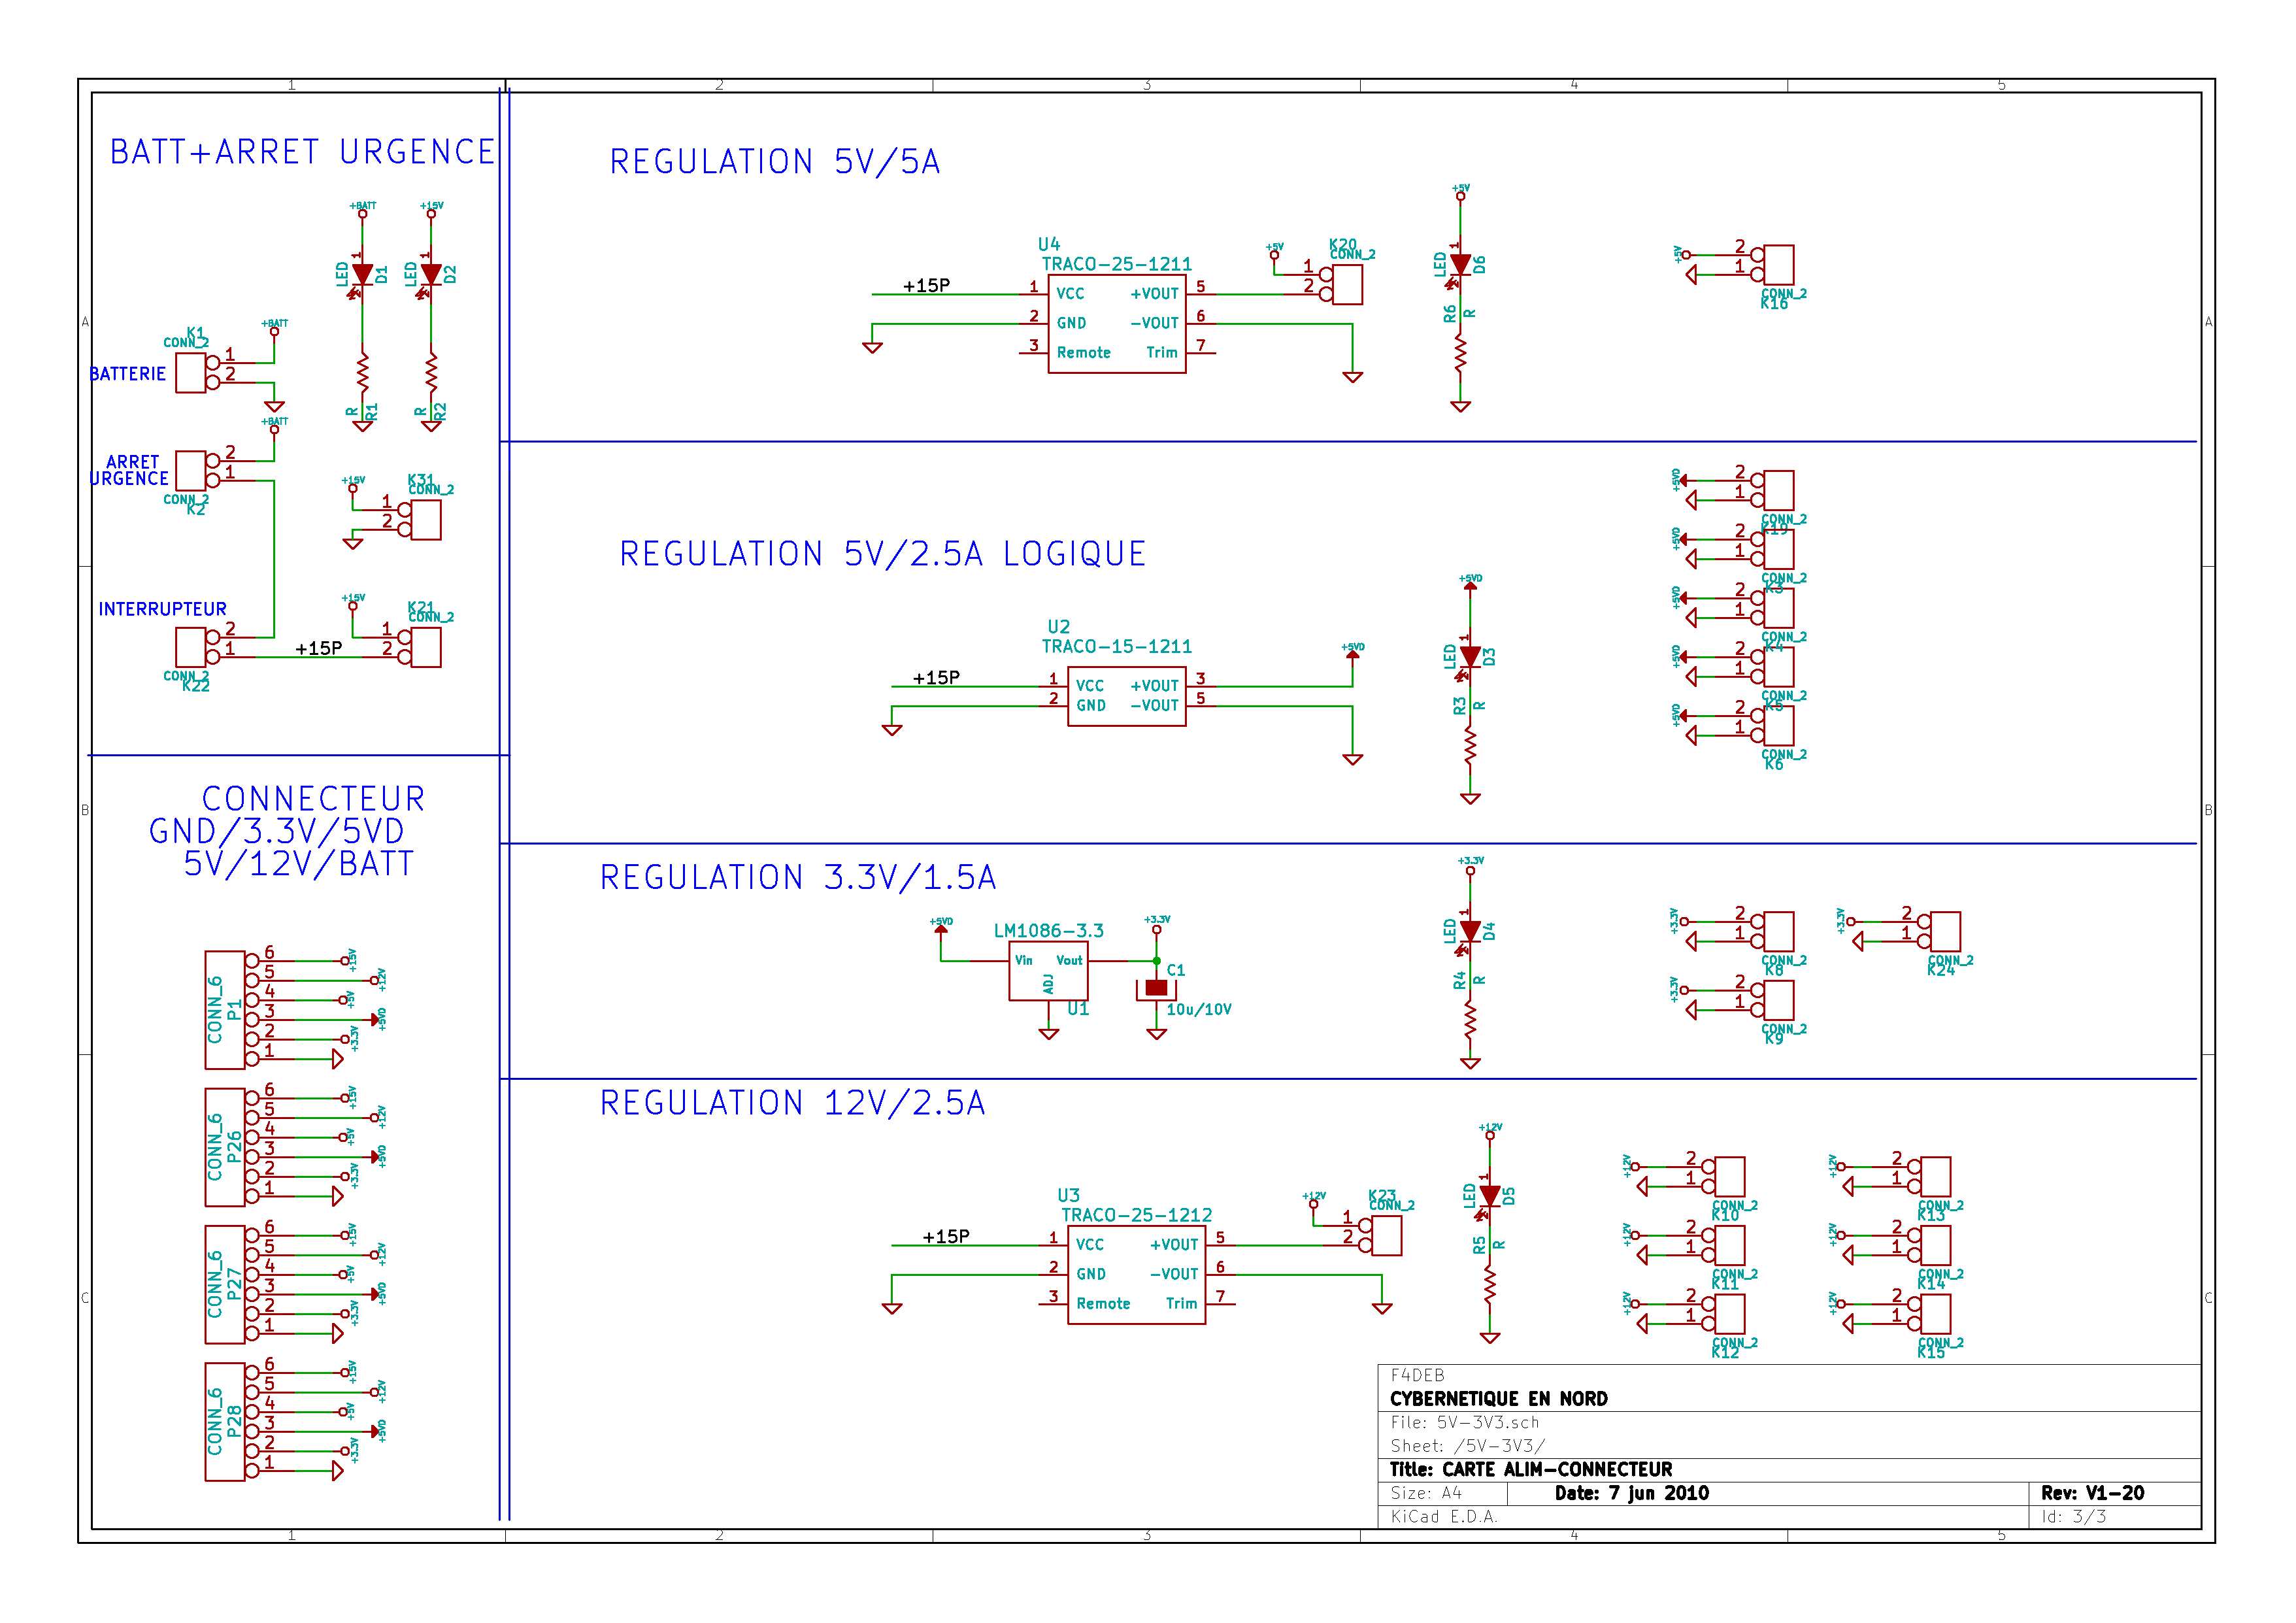 1 2 3 4 5
A
B
C
A
B
C
1 2 3 4 5
BATT+ARRET URGENCE
+BATT
+15V
LED 1 D1
LED 1 D2
R R1
R R2
K1
CONN_2
BATTERIE
1
2
+BATT
+BATT
ARRET
URGENCE
2
1
CONN_2
K2
+15V
K31
CONN_2
1
2
INTERRUPTEUR
2
1
CONN_2
K22
+15P
+15V
K21
CONN_2
1
2
CONNECTEUR
GND/3.3V/5VD
5V/12V/BATT
CONN_6
P1
6 +15V
5 +12V
4 +5V
3 +5VD
2 +3.3V
1
CONN_6
P26
6 +15V
5 +12V
4 +5V
3 +5VD
2 +3.3V
1
CONN_6
P27
6 +15V
5 +12V
4 +5V
3 +5VD
2 +3.3V
1
CONN_6
P28
6 +15V
5 +12V
4 +5V
3 +5VD
2 +3.3V
1
REGULATION 5V/5A
U4
TRACO-25-1211
+15P
1 VCC +VOUT 5
2 GND -VOUT 6
3 Remote Trim 7
+5V
K20
CONN_2
1
2
+5V
LED 1 D6
R6 R
+5V
2
1
CONN_2
K16
REGULATION 5V/2.5A LOGIQUE
U2
TRACO-15-1211
+15P
1 VCC +VOUT 3
2 GND -VOUT 5
+5VD
+5VD
LED 1 D3
R3 R
+5VD
2
1
CONN_2
K19
+5VD
2
1
CONN_2
K3
+5VD
2
1
CONN_2
K4
+5VD
2
1
CONN_2
K5
+5VD
2
1
CONN_2
K6
REGULATION 3.3V/1.5A
+5VD
LM1086-3.3
Vin Vout
ADJ
U1
+3.3V
C1
10u/10V
+3.3V
LED 1 D4
R4 R
+3.3V
2
1
CONN_2
K8
+3.3V
2
1
CONN_2
K24
+3.3V
2
1
CONN_2
K9
REGULATION 12V/2.5A
U3
TRACO-25-1212
+15P
1 VCC +VOUT 5
2 GND -VOUT 6
3 Remote Trim 7
+12V
K23
CONN_2
1
2
+12V
LED 1 D5
R5 R
+12V
2
1
CONN_2
K10
+12V
2
1
CONN_2
K13
+12V
2
1
CONN_2
K11
+12V
2
1
CONN_2
K14
+12V
2
1
CONN_2
K12
+12V
2
1
CONN_2
K15
F4DEB
CYBERNETIQUE EN NORD
File: 5V-3V3.sch
Sheet: /5V-3V3/
Title: CARTE ALIM-CONNECTEUR
Size: A4 Date: 7 jun 2010 Rev: V1-20
KiCad E.D.A. Id: 3/3